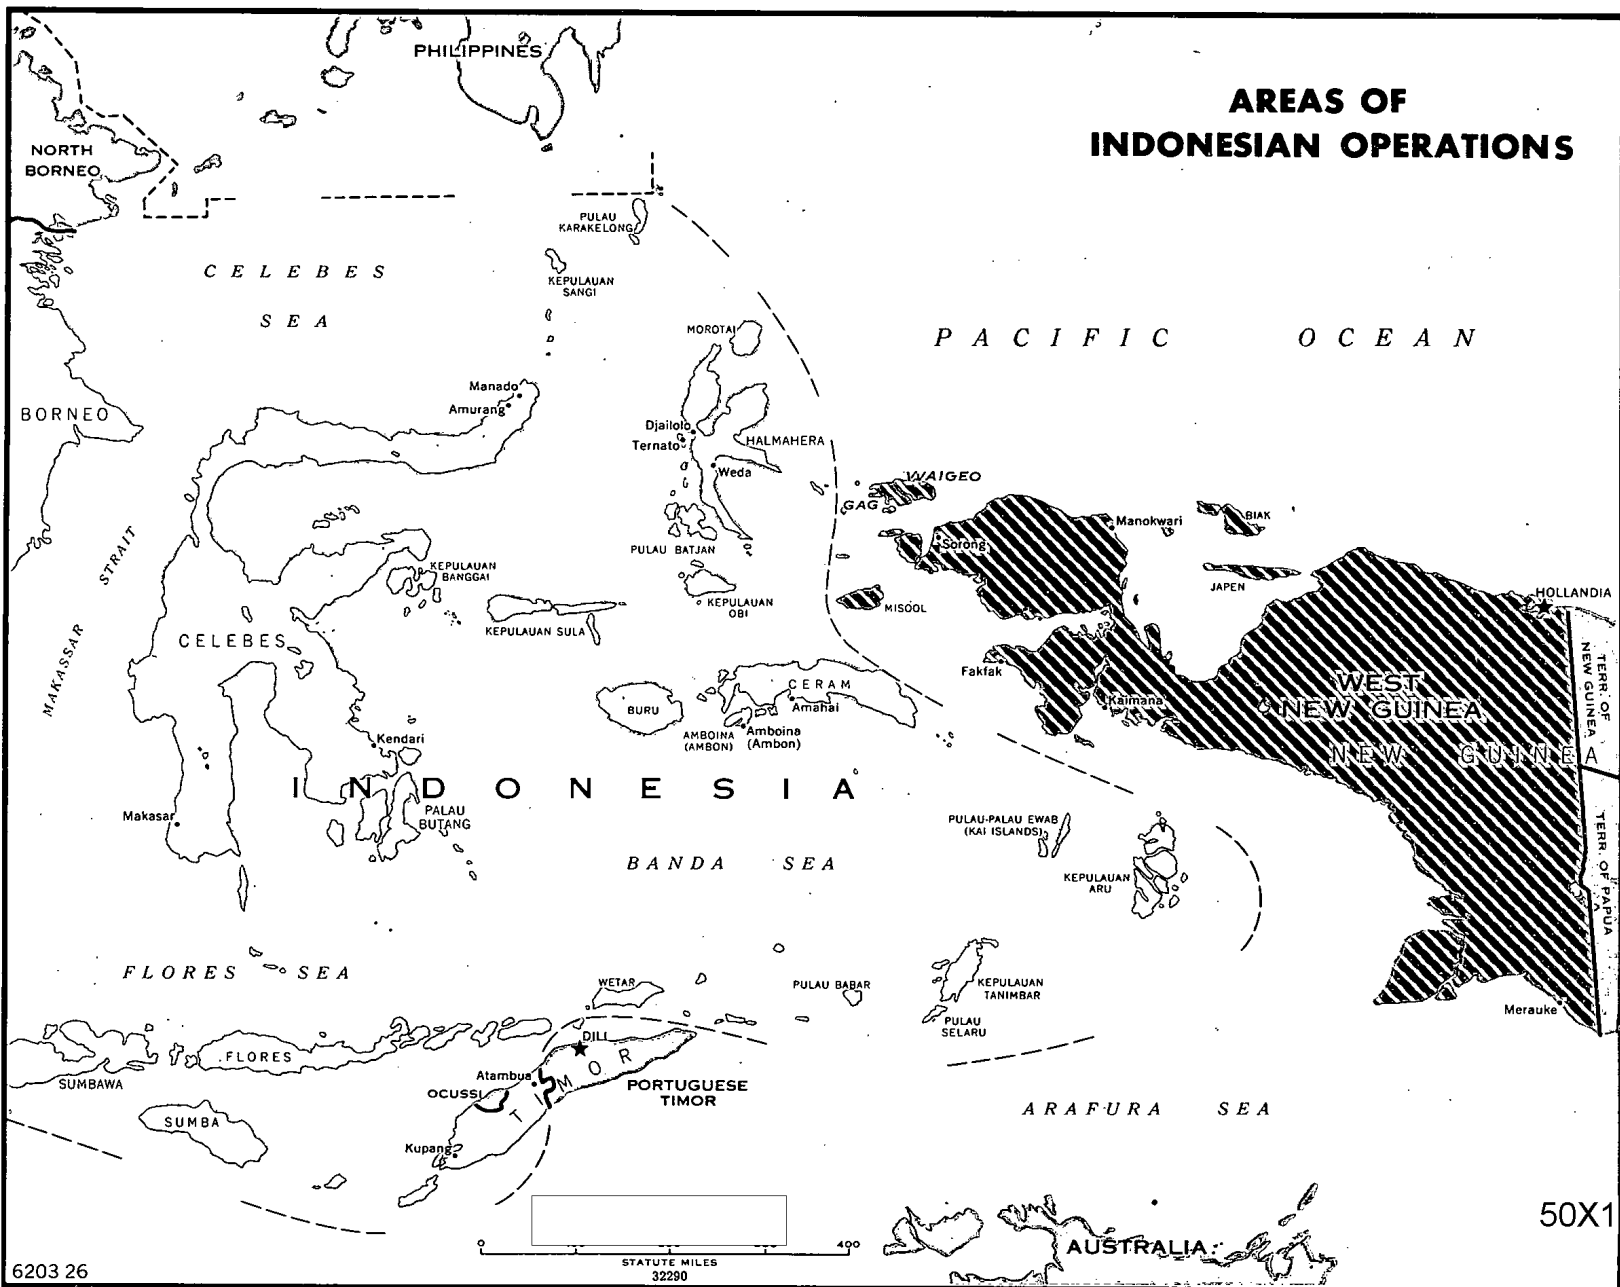 AREAS OF
INDONESIAN OPERATIONS
PHILIPPINES
NORTH
BORNEO
PULAU
KARAKELONG
CELEBES
SEA
KEPULAUAN
SANGI
PACIFIC OCEAN
MOROTAI
Manado
Amurang
BORNEO
Djailolo
Ternato
HALMAHERA
Weda
WAIGEO
GAG
Manokwari
BIAK
Sorong
MAKASSAR STRAIT
PULAU BATJAN
KEPULAUAN
BANGGAI
JAPEN
HOLLANDIA
KEPULAUAN
OBI
MISOOL
KEPULAUAN SULA
CELEBES
Fakfak
TERR. OF
NEW GUINEA
WEST
NEW GUINEA
CERAM
Amahai
BURU
Kaimana
AMBOINA
(AMBON)
Amboina
(Ambon)
Kendari
NEW GUINEA
INDONESIA
Makasar
PALAU
BUTANG
PULAU-PALAU EWAB
(KAI ISLANDS)
BANDA SEA
KEPULAUAN
ARU
TERR. OF PAPUA
FLORES SEA
WETAR
PULAU BABAR
KEPULAUAN
TANIMBAR
PULAU
SELARU
Merauke
DILI
FLORES
SUMBAWA
Atambua
OCUSSI
TIMOR
PORTUGUESE
TIMOR
SUMBA
ARAFURA SEA
Kupang
50X1
AUSTRALIA
0 400
STATUTE MILES
32290
6203 26